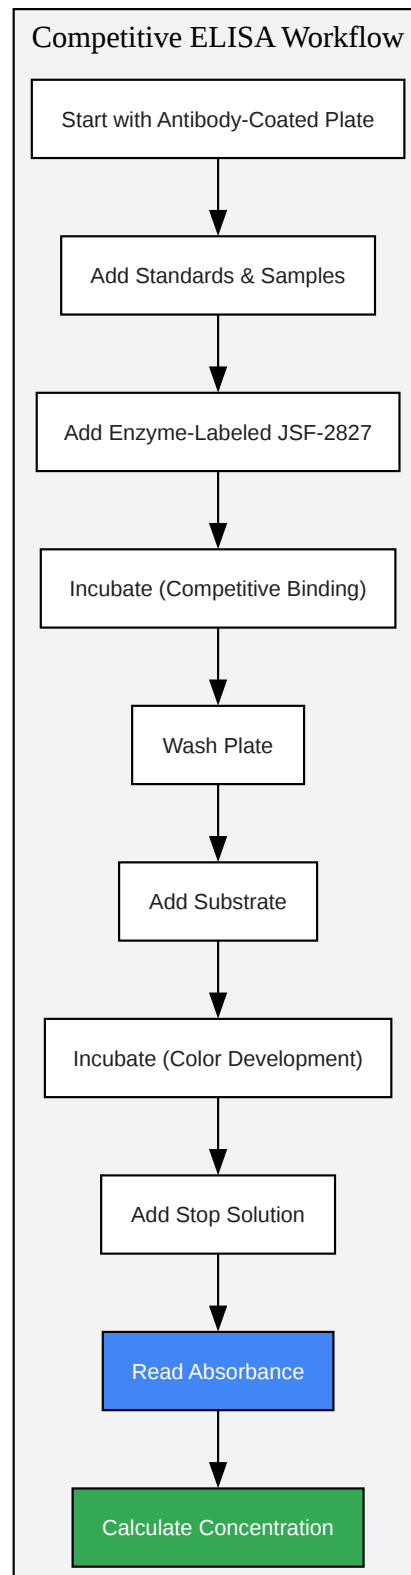 Competitive ELISA Workflow
Start with Antibody-Coated Plate
Add Standards & Samples
Add Enzyme-Labeled JSF-2827
Incubate (Competitive Binding)
Wash Plate
Add Substrate
Incubate (Color Development)
Add Stop Solution
Read Absorbance
Calculate Concentration